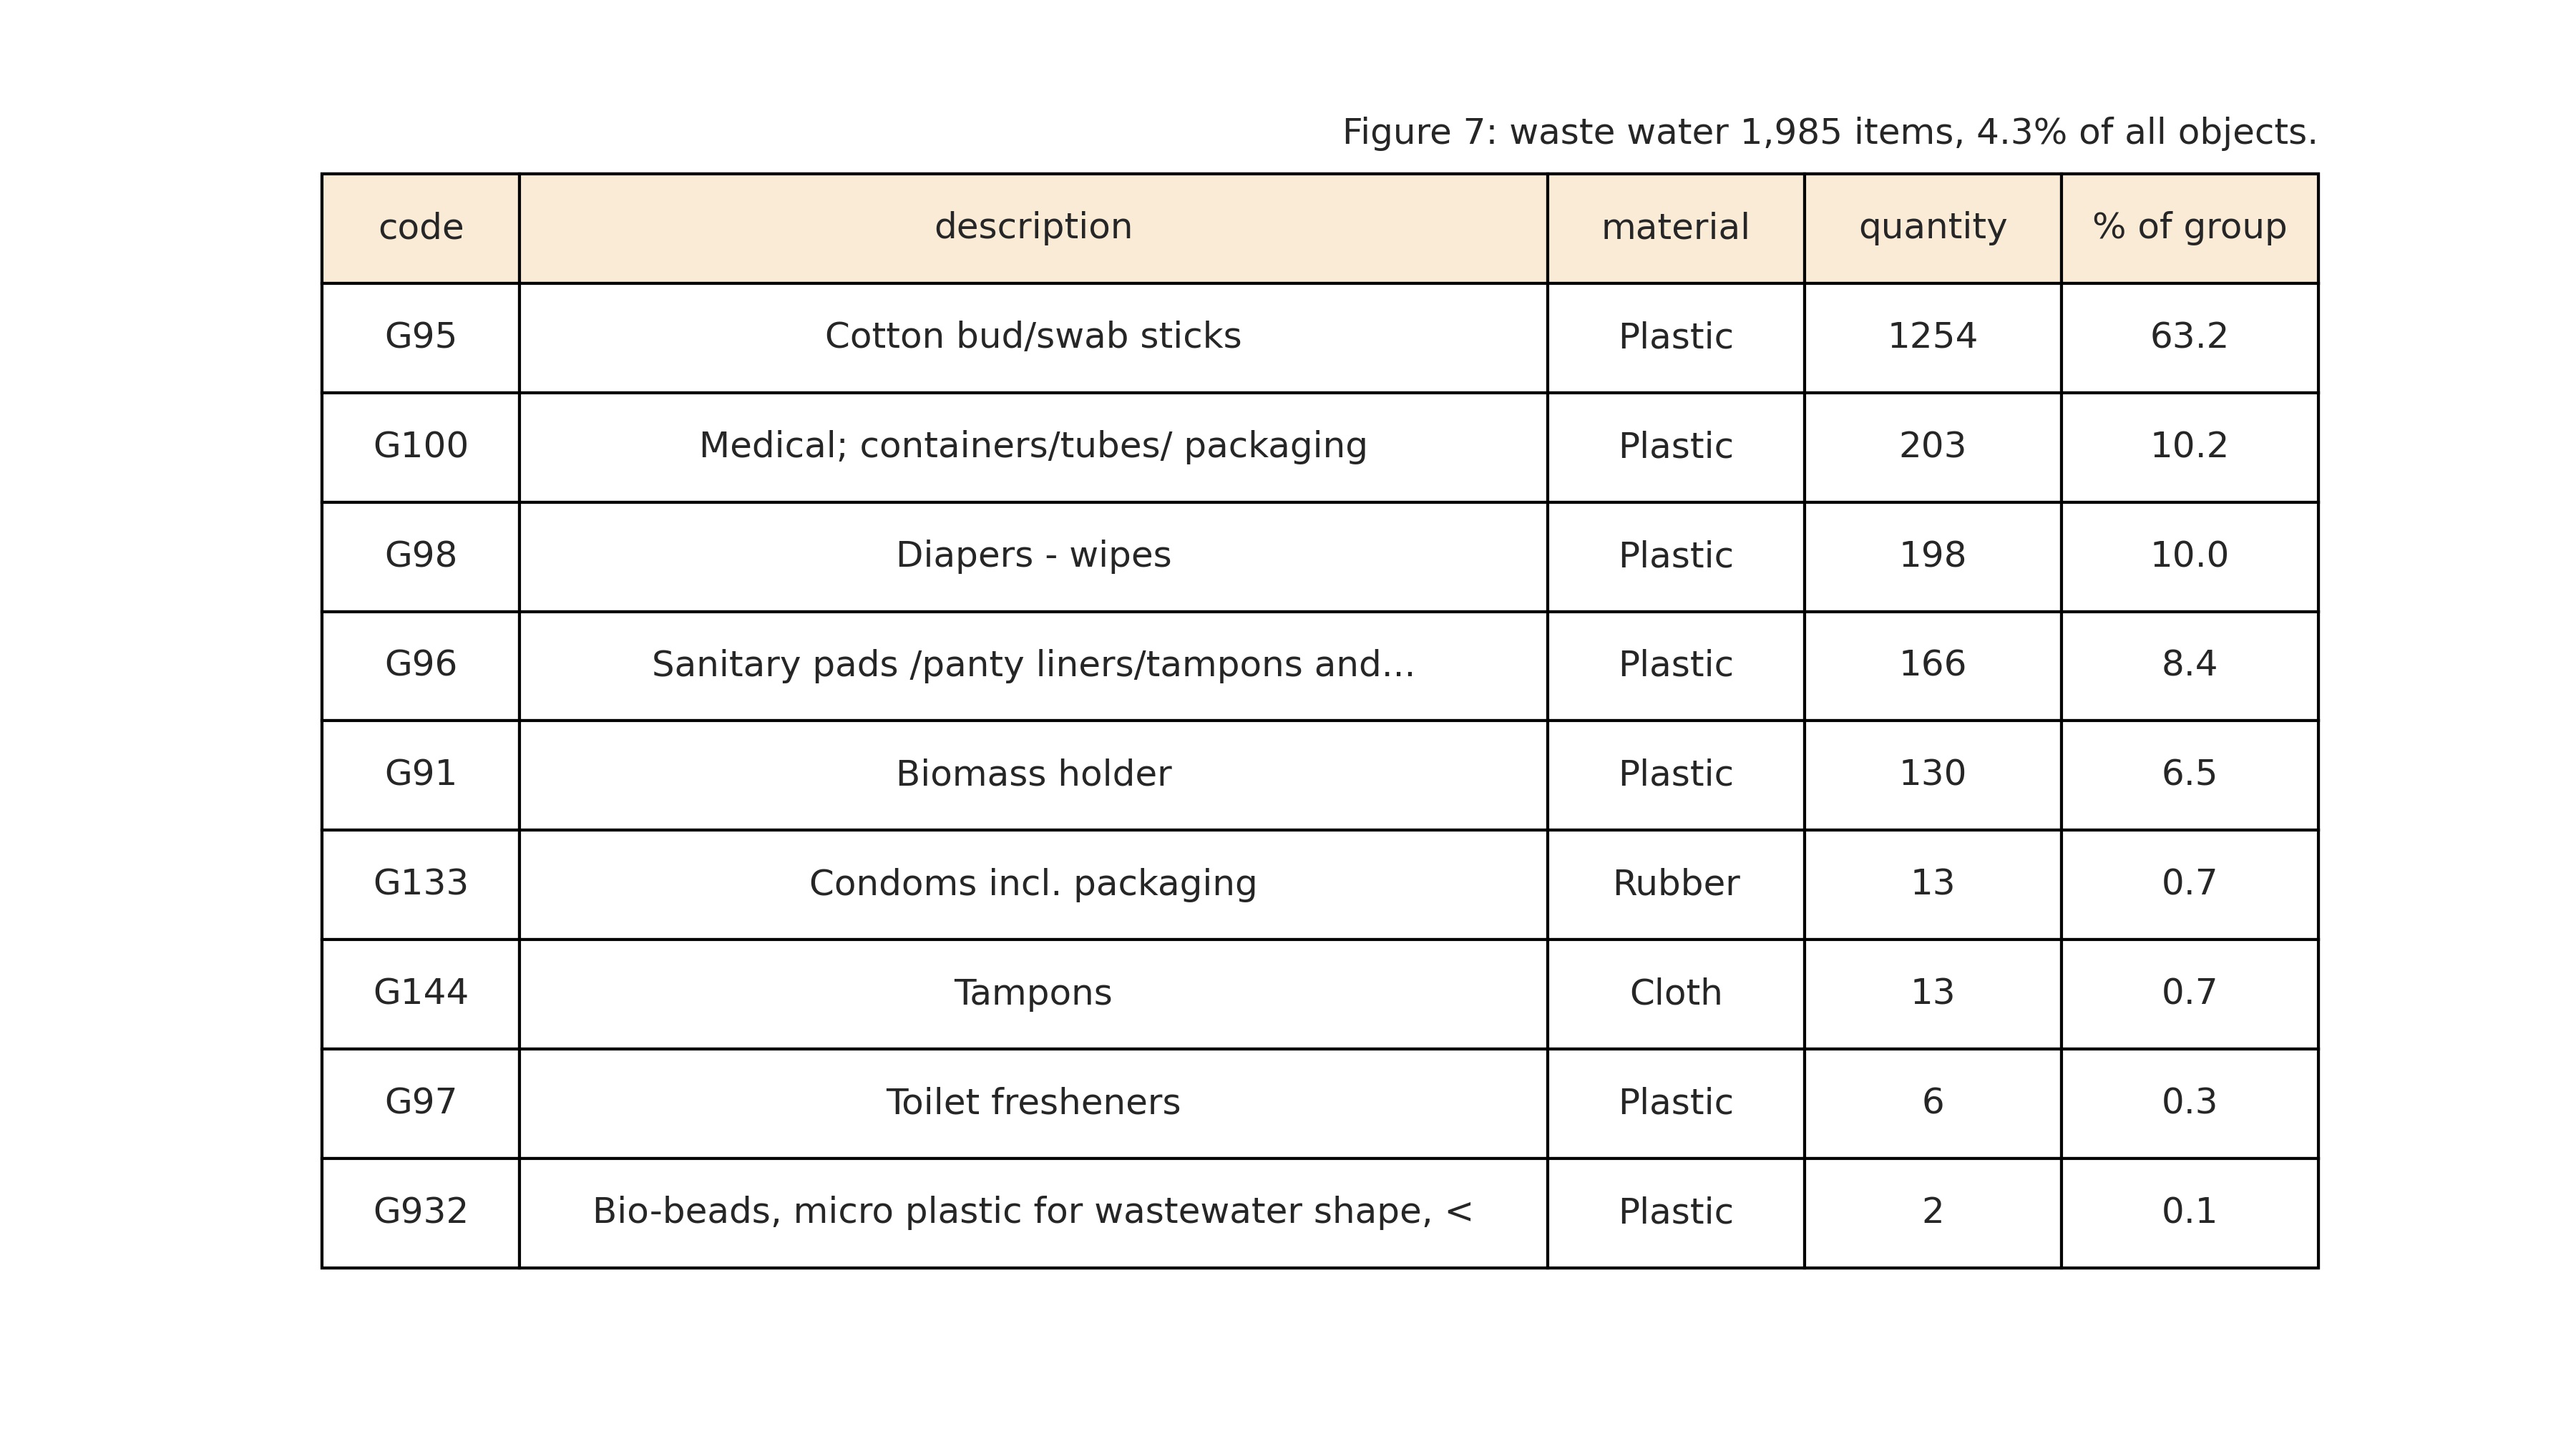 Figure 7: waste water 1,985 items, 4.3% of all objects.
code description material quantity % of group
G95 Cotton bud/swab sticks Plastic 1254 63.2
G100 Medical; containers/tubes/ packaging Plastic 203 10.2
G98 Diapers - wipes Plastic 198 10.0
G96 Sanitary pads /panty liners/tampons and... Plastic 166 8.4
G91 Biomass holder Plastic 130 6.5
G133 Condoms incl. packaging Rubber 13 0.7
G144 Tampons Cloth 13 0.7
G97 Toilet fresheners Plastic 6 0.3
G932 Bio-beads, micro plastic for wastewater shape, < Plastic 2 0.1